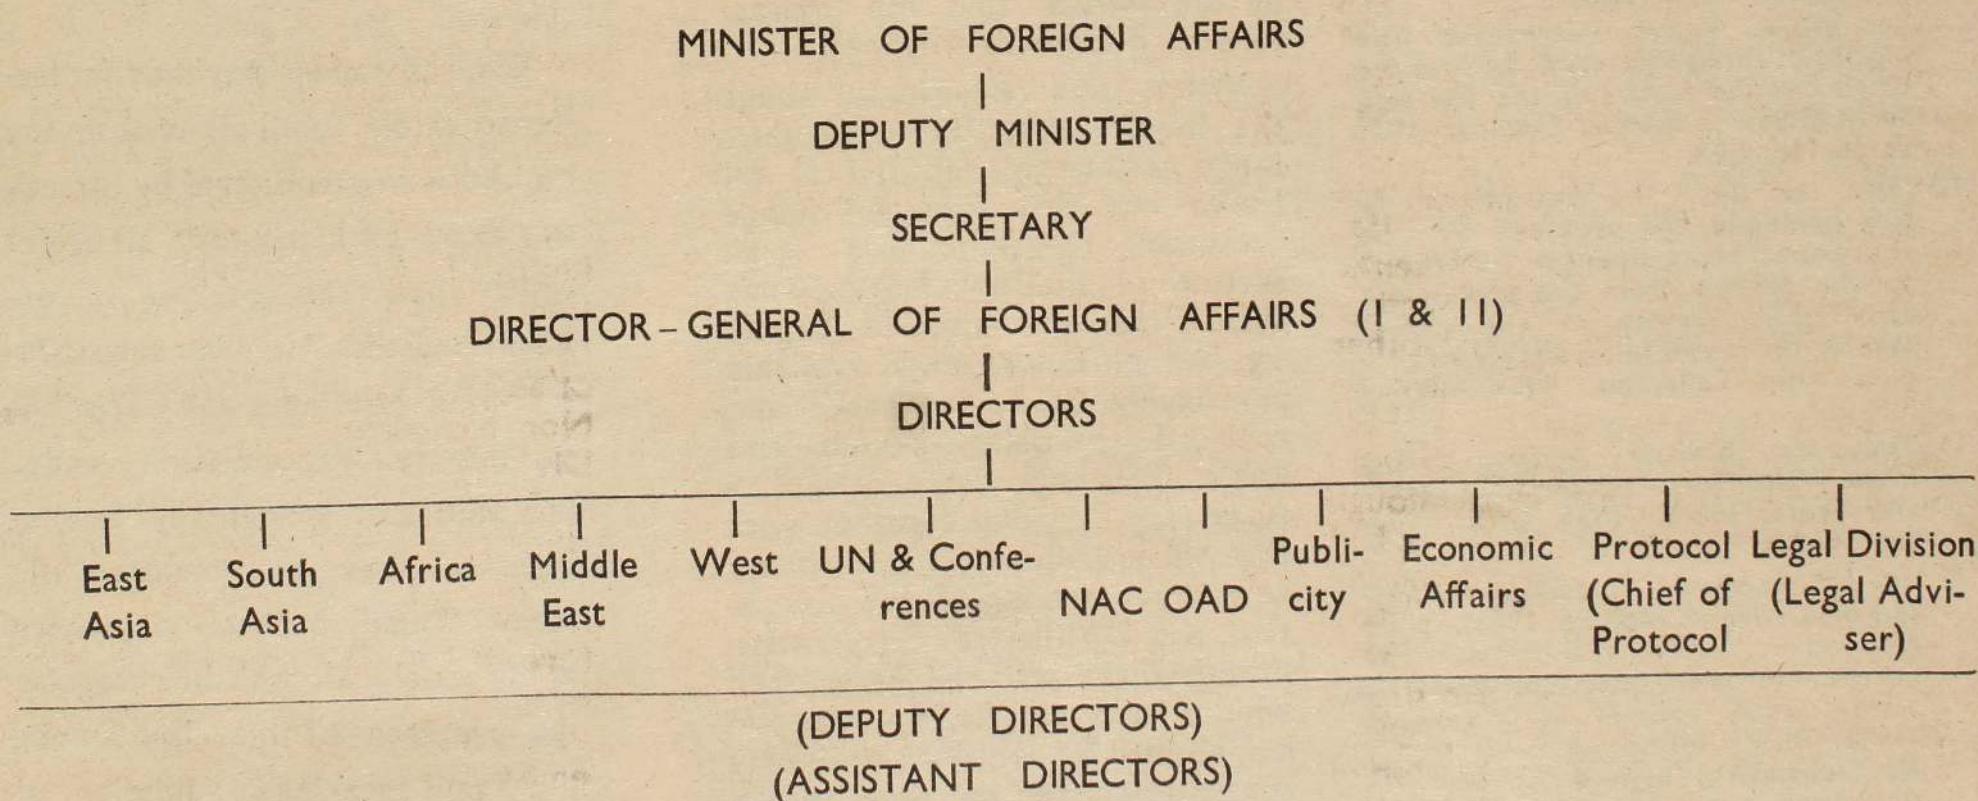 MINISTER OF FOREIGN AFFAIRS
DEPUTY MINISTER
SECRETARY
DIRECTOR – GENERAL OF FOREIGN AFFAIRS (I & II)
DIRECTORS
East
Asia
South
Asia
Africa
Middle
East
West
UN & Confe-
rences
NAC
OAD
Publi-
city
Economic
Affairs
Protocol
(Chief of
Protocol
Legal Division
(Legal Advi-
ser)
(DEPUTY DIRECTORS)
(ASSISTANT DIRECTORS)